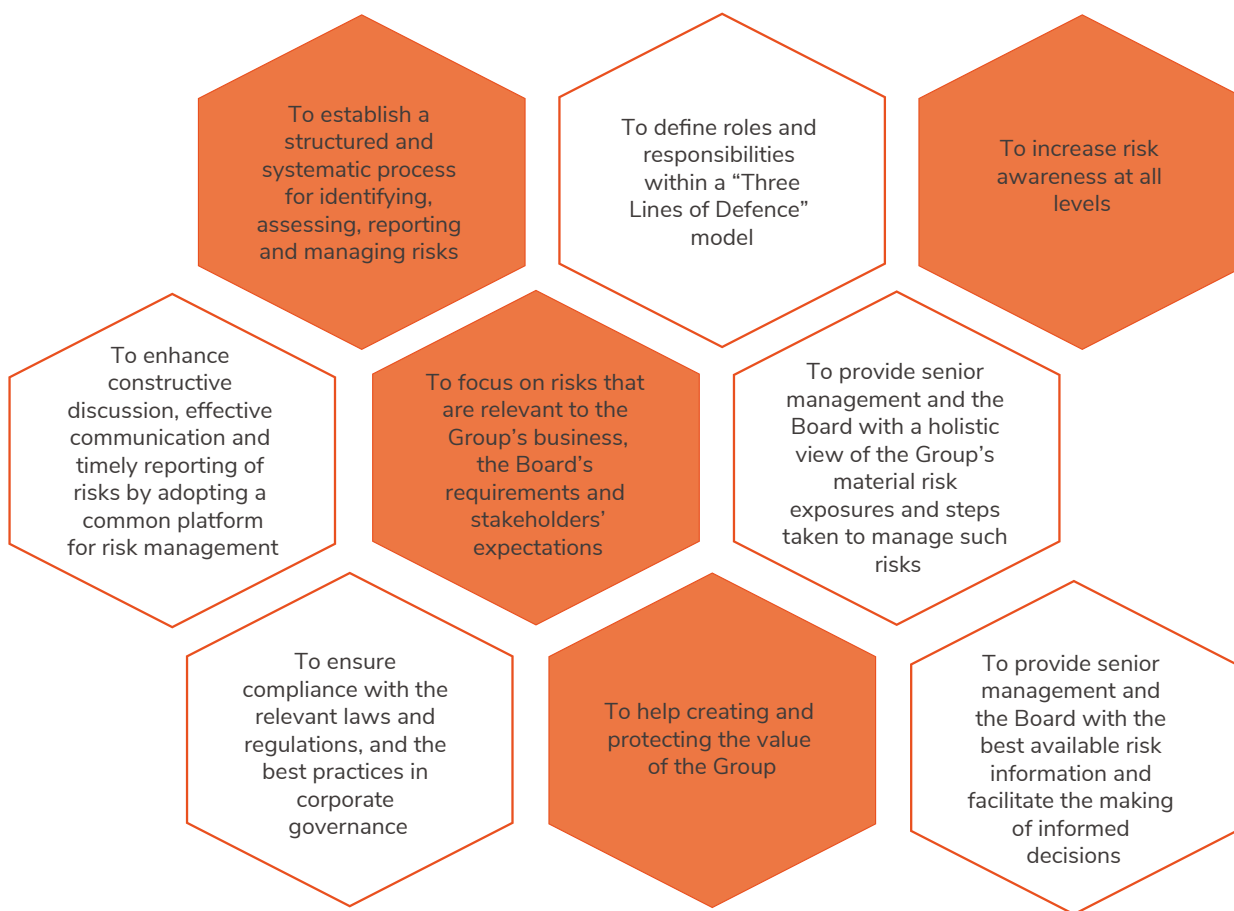 To establish a
structured and
systematic process
for identifying,
assessing, reporting
and managing risks
To define roles and
responsibilities
within a “Three
Lines of Defence”
model
To increase risk
awareness at all
levels
To enhance
constructive
discussion, effective
communication and
timely reporting of
risks by adopting a
common platform
for risk management
To focus on risks that
are relevant to the
Group’s business,
the Board’s
requirements and
stakeholders’
expectations
To provide senior
management and the
Board with a holistic
view of the Group’s
material risk
exposures and steps
taken to manage such
risks
To ensure
compliance with the
relevant laws and
regulations, and the
best practices in
corporate
governance
To help creating and
protecting the value
of the Group
To provide senior
management and
the Board with the
best available risk
information and
facilitate the making
of informed
decisions